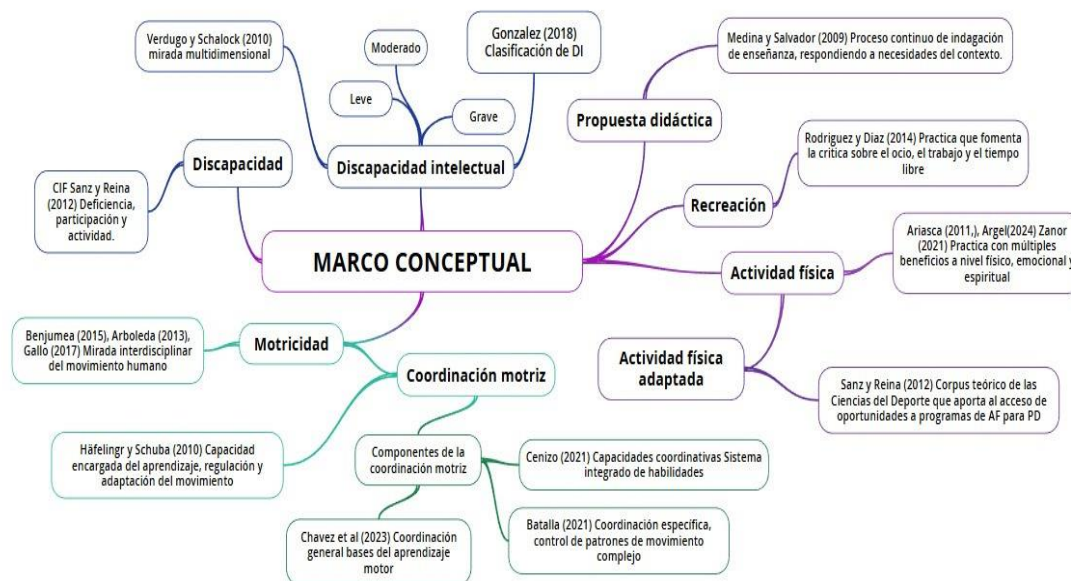 Verdugo y Schalock (2010)
mirada multidimensional
Moderado
Gonzalez (2018)
Clasificación de DI
Leve
Grave
Discapacidad
Discapacidad intelectual
CIF Sanz y Reina
(2012) Deficiencia,
participación y
actividad.
Medina y Salvador (2009) Proceso continuo de indagación
de enseñanza, respondiendo a necesidades del contexto.
Propuesta didáctica
Rodriguez y Diaz (2014) Practica que fomenta
la critica sobre el ocio, el trabajo y el tiempo
libre
Recreación
MARCO CONCEPTUAL
Ariasca (2011,), Argel(2024) Zanor
(2021) Practica con múltiples
beneficios a nivel físico, emocional y
espiritual
Actividad física
Actividad física
adaptada
Sanz y Reina (2012) Corpus teórico de las
Ciencias del Deporte que aporta al acceso de
oportunidades a programas de AF para PD
Benjumea (2015), Arboleda (2013),
Gallo (2017) Mirada interdisciplinar
del movimiento humano
Motricidad
Coordinación motriz
Häfelingr y Schuba (2010) Capacidad
encargada del aprendizaje, regulación y
adaptación del movimiento
Componentes de la
coordinación motriz
Cenizo (2021) Capacidades coordinativas Sistema
integrado de habilidades
Batalla (2021) Coordinación específica,
control de patrones de movimiento
complejo
Chavez et al (2023) Coordinación
general bases del aprendizaje
motor